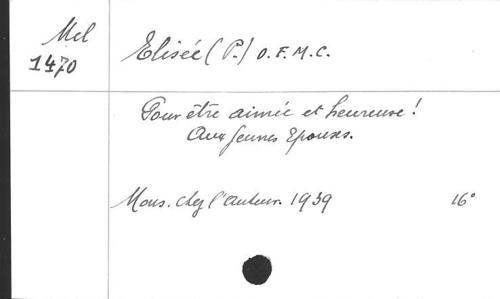 Mel
1470
Elisée (P.) O.F.M.C.
Pour être aimée et heureuse!
Aux Jeunes Epouses.
Mons. chez l'auteur. 1939 16°